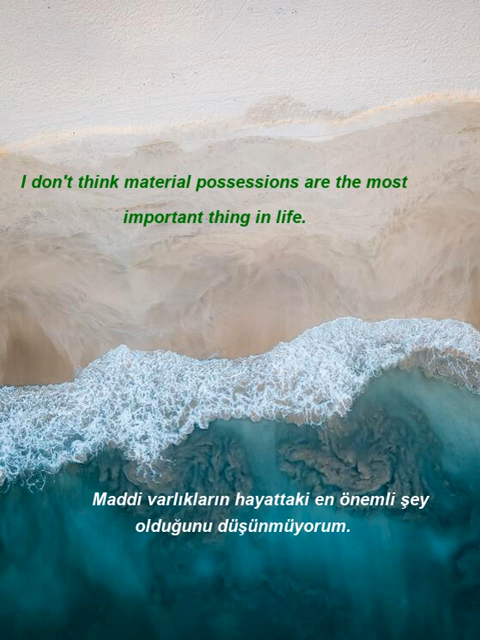 I don't think material possessions are the most
important thing in life.
Maddi varlıkların hayattaki en önemli şey
olduğunu düşünmüyorum.